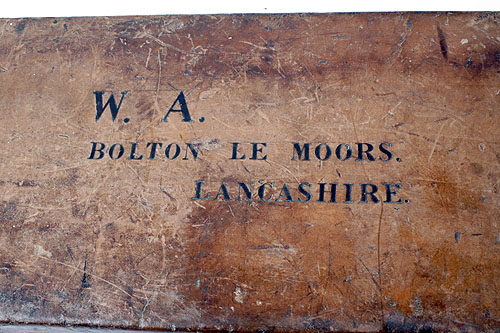 W. A.
BOLTON LE MOORS.
LANCASHIRE.